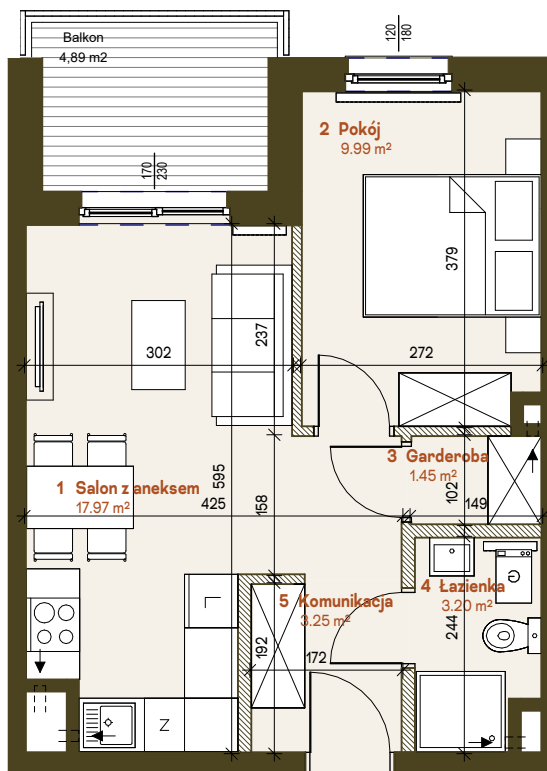 Balkon
4,89 m2
120
180
2 Pokój
9.99 m²
170
230
379
237
302
272
3 Garderoba
1.45 m²
102
149
1 Salon z aneksem
17.97 m²
595
425
158
5 Komunikacja
3.25 m²
4 Łazienka
3.20 m²
244
192
172
L
Z